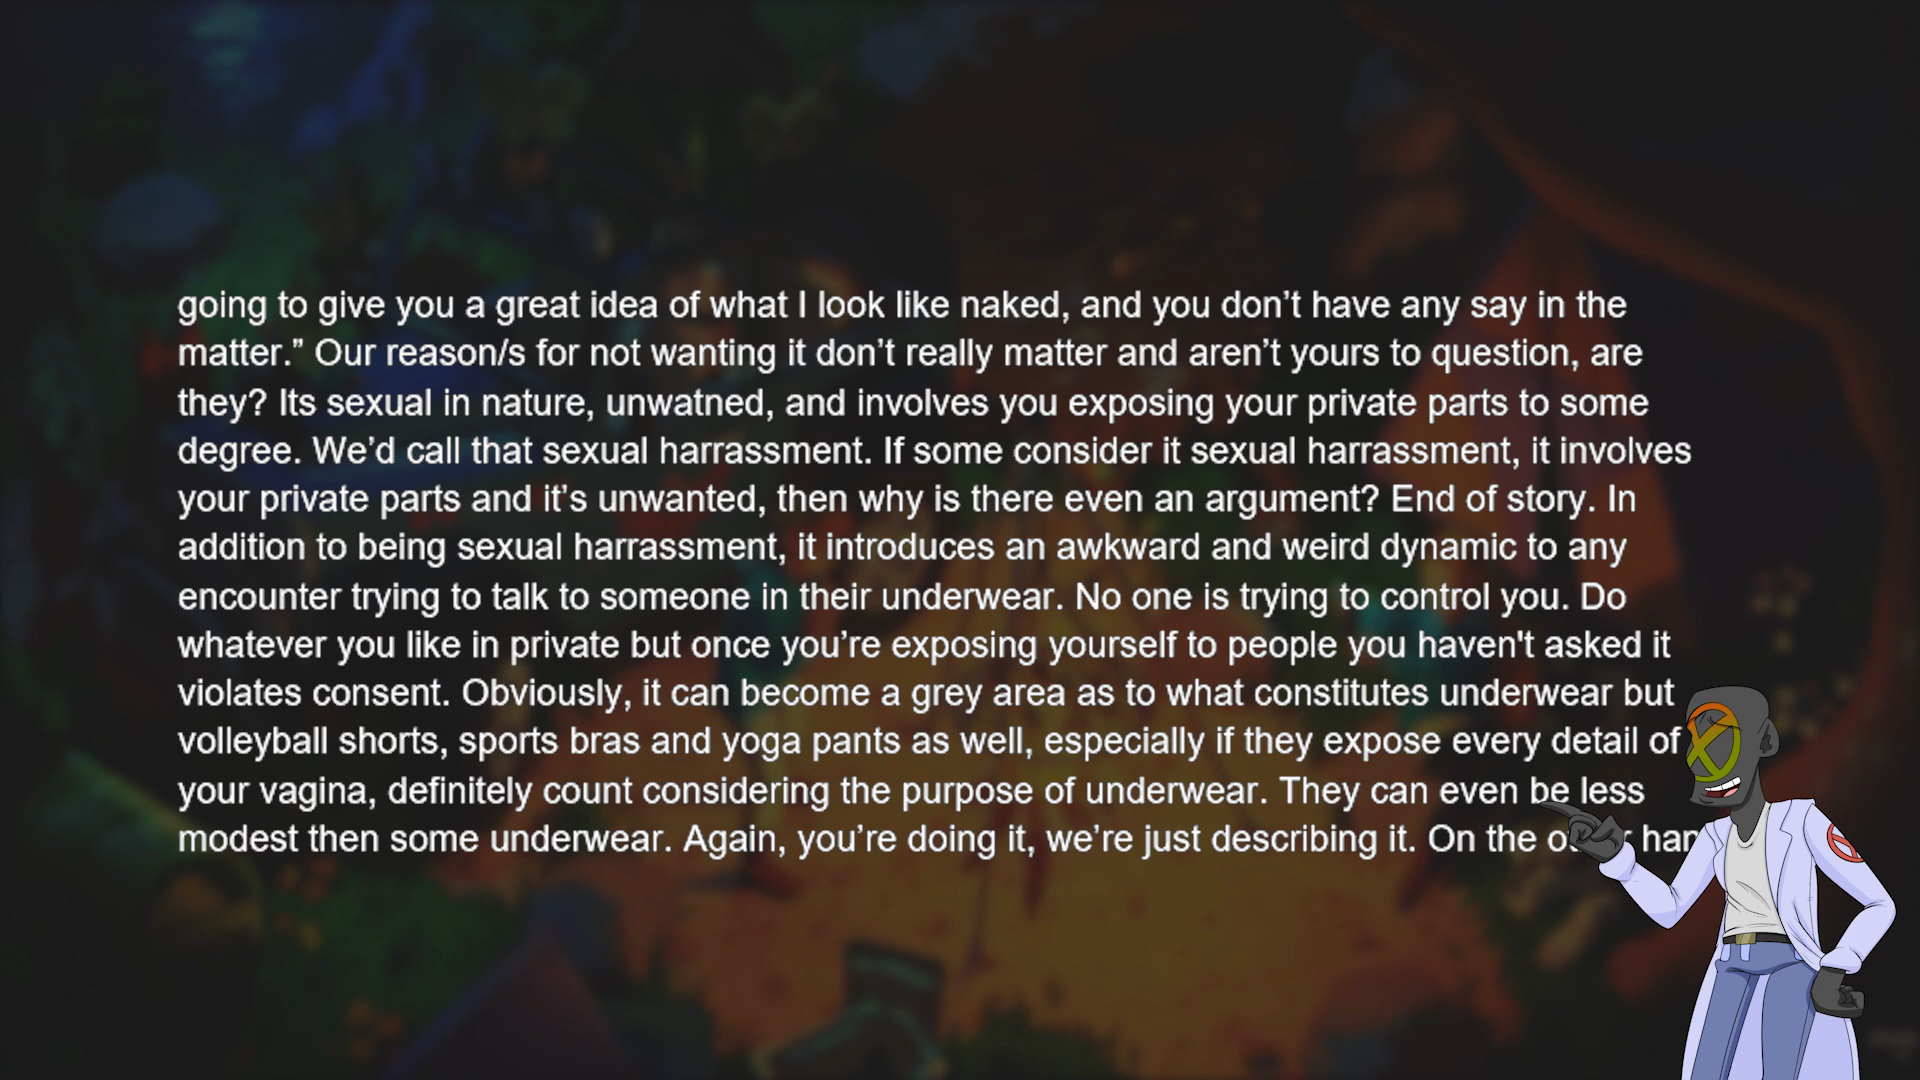 going to give you a great idea of what I look like naked, and you don’t have any say in the
matter.” Our reason/s for not wanting it don’t really matter and aren’t yours to question, are
they? Its sexual in nature, unwatned, and involves you exposing your private parts to some
degree. We’d call that sexual harrassment. If some consider it sexual harrassment, it involves
your private parts and it’s unwanted, then why is there even an argument? End of story. In
addition to being sexual harrassment, it introduces an awkward and weird dynamic to any
encounter trying to talk to someone in their underwear. No one is trying to control you. Do
whatever you like in private but once you’re exposing yourself to people you haven't asked it
violates consent. Obviously, it can become a grey area as to what constitutes underwear but
volleyball shorts, sports bras and yoga pants as well, especially if they expose every detail of
your vagina, definitely count considering the purpose of underwear. They can even be less
modest then some underwear. Again, you’re doing it, we’re just describing it. On the